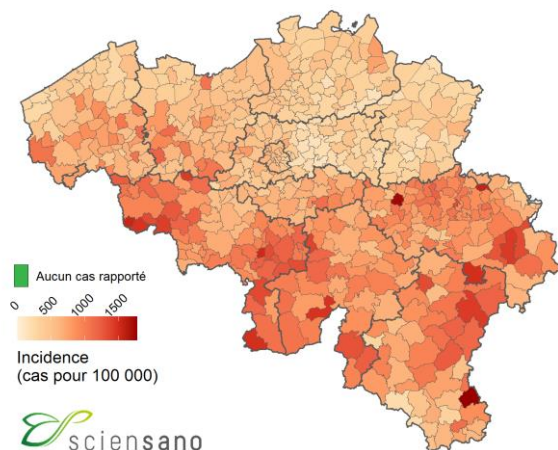 Aucun cas rapporté
0 500 1000 1500
Incidence
(cas pour 100 000)
sciensano